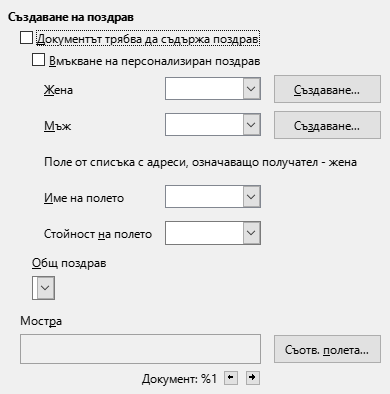 Създаване на поздрав
Документът трябва да съдържа поздрав
Вмъкване на персонализиран поздрав
Жена
Създаване...
Мъж
Създаване...
Поле от списъка с адреси, означаващо получател - жена
Име на полето
Стойност на полето
Общ поздрав
Мостра
Съотв. полета...
Документ: %1